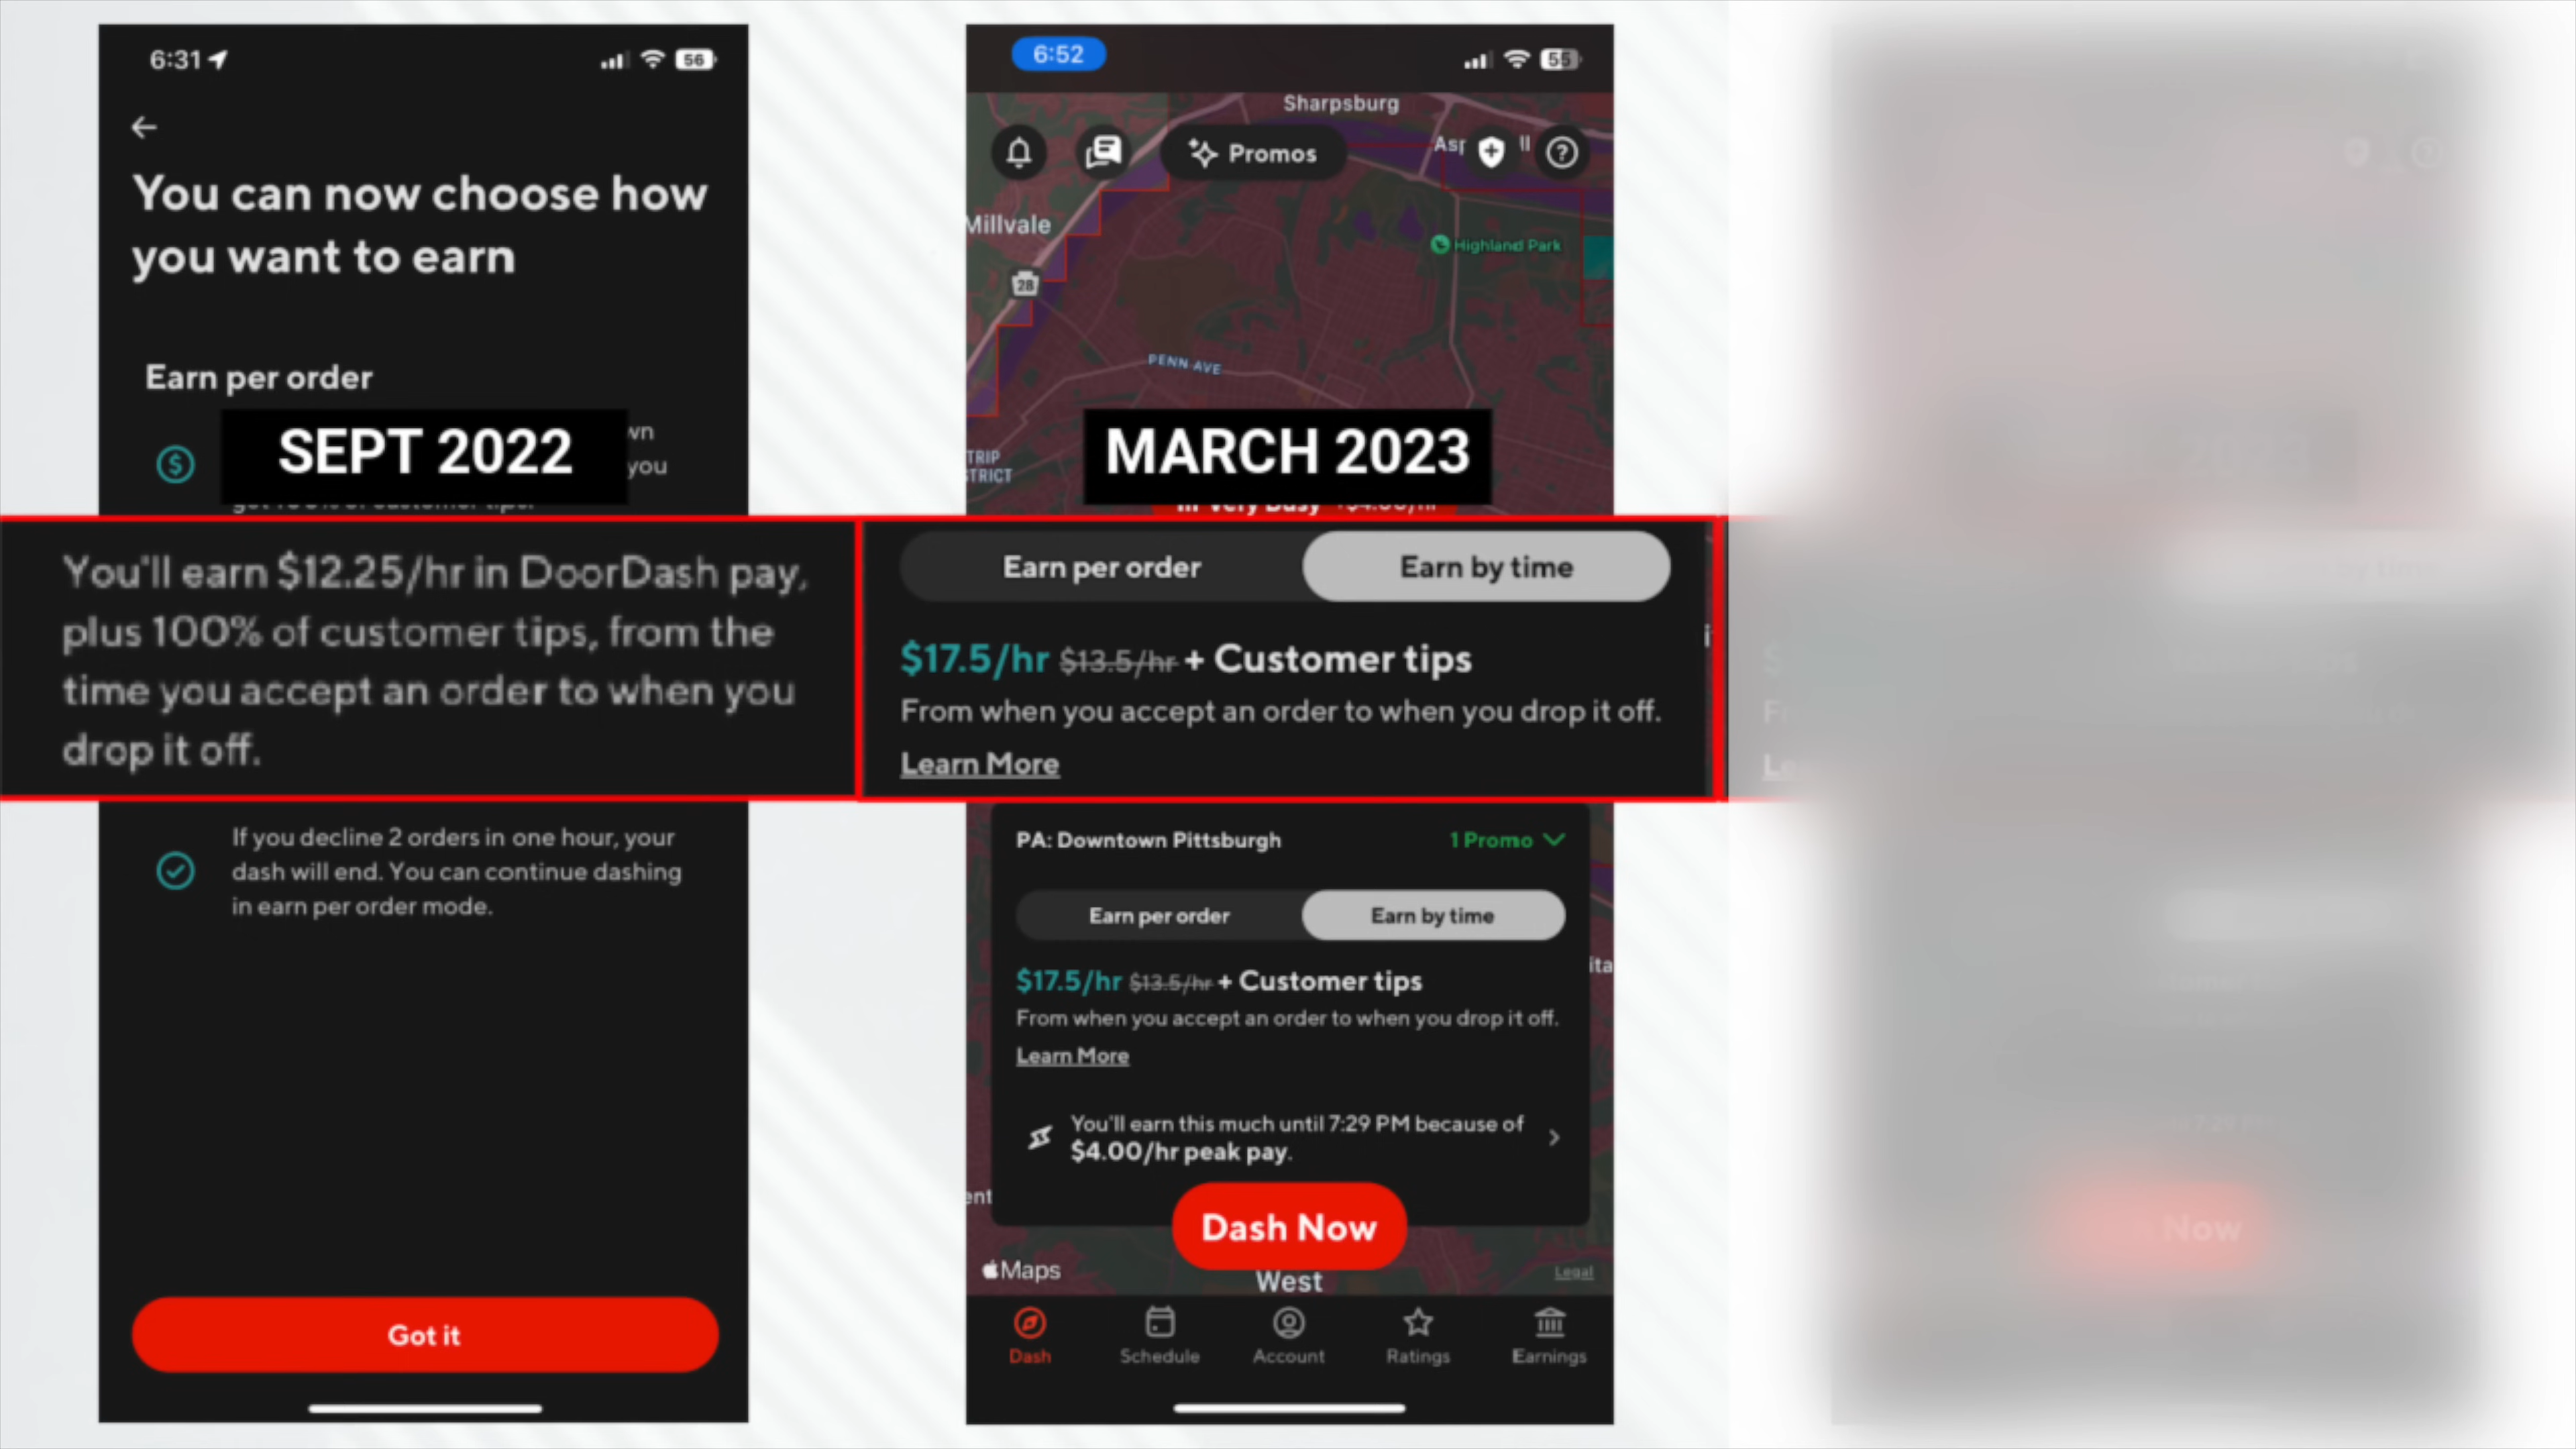 6:31
56
You can now choose how
you want to earn
Earn per order
SEPT 2022
you
You'll earn $12.25/hr in DoorDash pay,
plus 100% of customer tips, from the
time you accept an order to when you
drop it off.
If you decline 2 orders in one hour, your
dash will end. You can continue dashing
in earn per order mode.
Got it
6:52
55
Sharpsburg
Promos
Millvale
28
Highland Park
PENN AVE
MARCH 2023
Earn per order
Earn by time
$17.5/hr $13.5/hr + Customer tips
From when you accept an order to when you drop it off.
Learn More
PA: Downtown Pittsburgh
1 Promo
Earn per order
Earn by time
$17.5/hr $13.5/hr + Customer tips
From when you accept an order to when you drop it off.
Learn More
You'll earn this much until 7:29 PM because of
$4.00/hr peak pay.
Dash Now
Maps
West
Legal
Dash
Schedule
Account
Ratings
Earnings
Now